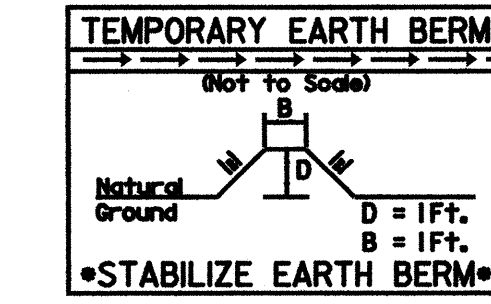 TEMPORARY EARTH BERM
(Not to Scale)
B
D
Natural
Ground
D = 1Ft.
B = 1Ft.
*STABILIZE EARTH BERM*